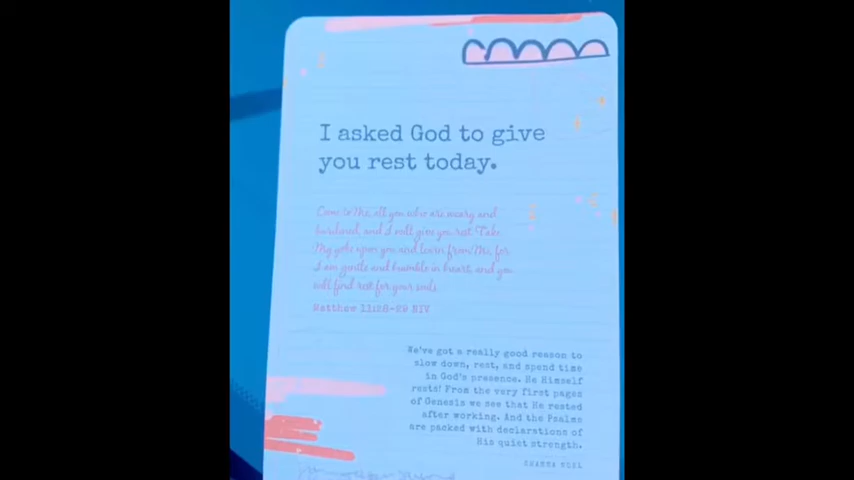 I asked God to give
you rest today.
Come to Me, all you who are weary and
burdened, and I will give you rest. Take
My yoke upon you and learn from Me, for
I am gentle and humble in heart, and you
will find rest for your souls.
Matthew 11:28-29 NIV
We've got a really good reason to
slow down, rest, and spend time
in God's presence. He Himself
rests! From the very first pages
of Genesis we see that He rested
after working. And the Psalms
are packed with declarations of
His quiet strength.